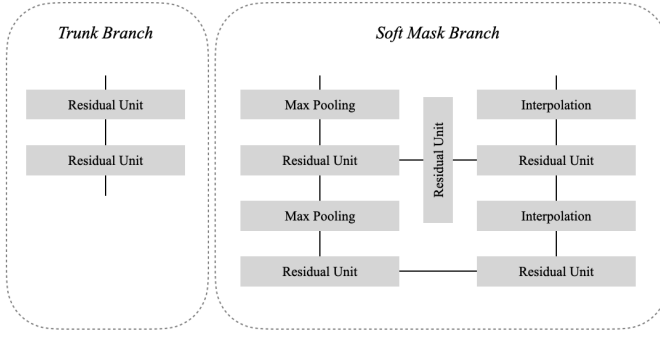 Trunk Branch
Residual Unit
Residual Unit
Soft Mask Branch
Max Pooling
Residual Unit
Max Pooling
Residual Unit
Residual Unit
Interpolation
Residual Unit
Interpolation
Residual Unit